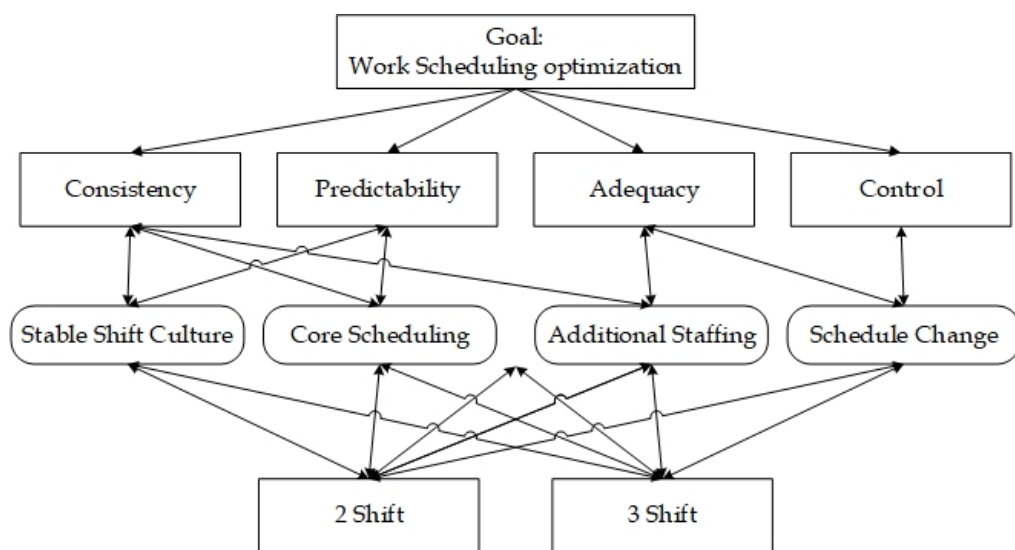 Goal:
Work Scheduling optimization
Consistency
Predictability
Adequacy
Control
Stable Shift Culture
Core Scheduling
Additional Staffing
Schedule Change
2 Shift
3 Shift